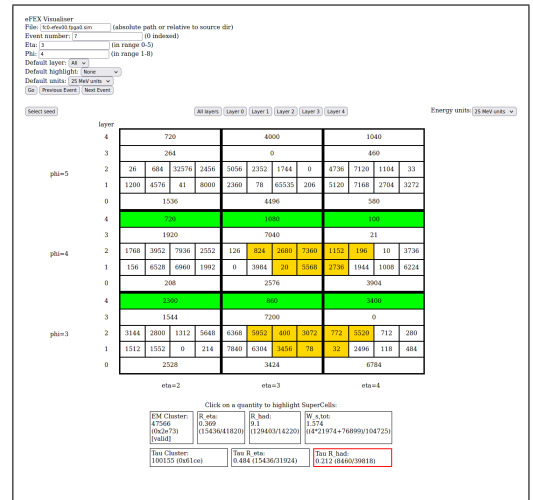 eFEX Visualiser
File: fc0-efex00.fpga0.sim (absolute path or relative to source dir)
Event number: 7 (0 indexed)
Eta: 3 (in range 0-5)
Phi: 4 (in range 1-8)
Default layer: All
Default highlight: None
Default units: 25 MeV units
Go Previous Event Next Event
Select seed All layers Layer 0 Layer 1 Layer 2 Layer 3 Layer 4 Energy units: 25 MeV units
layer
4 720 4000 1040
3 264 0 460
phi=5 2 26 684 32576 2456 5056 2352 1744 0 4736 7120 1104 33
1 1200 4576 41 8000 2360 78 65535 206 5120 7168 2704 3272
0 1536 4496 580
4 720 1080 100
3 1920 7040 21
phi=4 2 1768 3952 7936 2552 126 824 2680 7360 1152 196 10 3736
1 156 6528 6960 1992 0 3984 20 5568 2736 1944 1008 6224
0 208 2576 3904
4 2300 860 3400
3 1544 7200 0
phi=3 2 3144 2800 1312 5648 6368 5952 400 3072 772 5520 712 280
1 1512 1552 0 214 7840 6304 3456 78 32 2496 118 484
0 2528 3424 6784
eta=2 eta=3 eta=4
Click on a quantity to highlight SuperCells:
EM Cluster: R_eta: R_had: W_s,tot:
47566 0.369 9.1 1.574
(0x2e73) (15436/41820) (129403/14220) ((4*21974+76899)/104725)
[valid]
Tau Cluster: Tau R_eta: Tau R_had:
100155 (0x61ce) 0.484 (15436/31924) 0.212 (8460/39818)